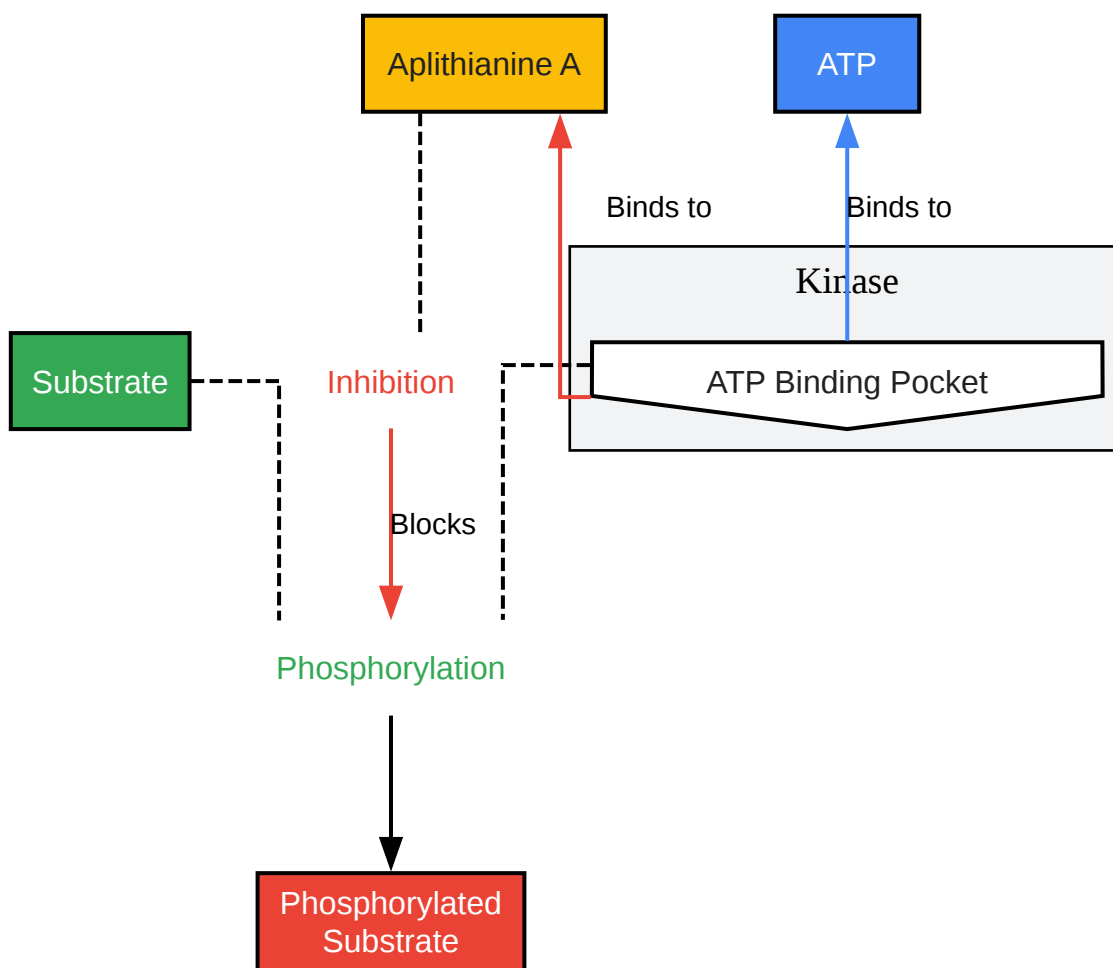 Aplithianine A
ATP
Binds to
Binds to
Kinase
Substrate
Inhibition
ATP Binding Pocket
Blocks
Phosphorylation
Phosphorylated
Substrate